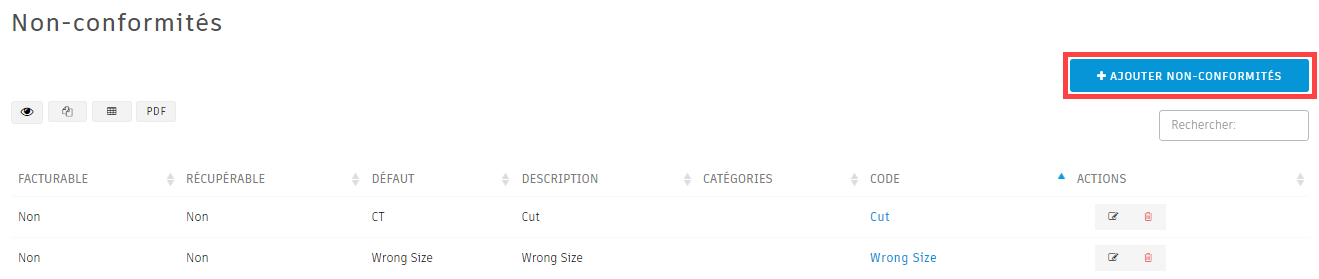 Non-conformités
AJOUTER NON-CONFORMITÉS
PDF
Rechercher:
FACTURABLE RÉCUPÉRABLE DÉFAUT DESCRIPTION CATÉGORIES CODE ACTIONS
Non Non CT Cut Cut
Non Non Wrong Size Wrong Size Wrong Size